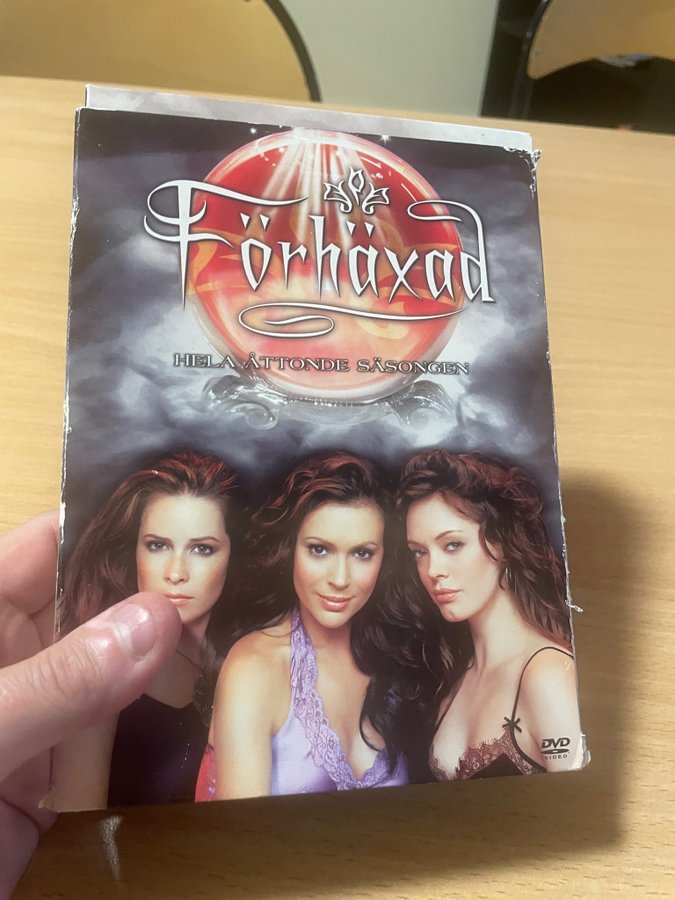 Förhäxad
HELA ÅTTONDE SÄSONGEN
DVD
VIDEO